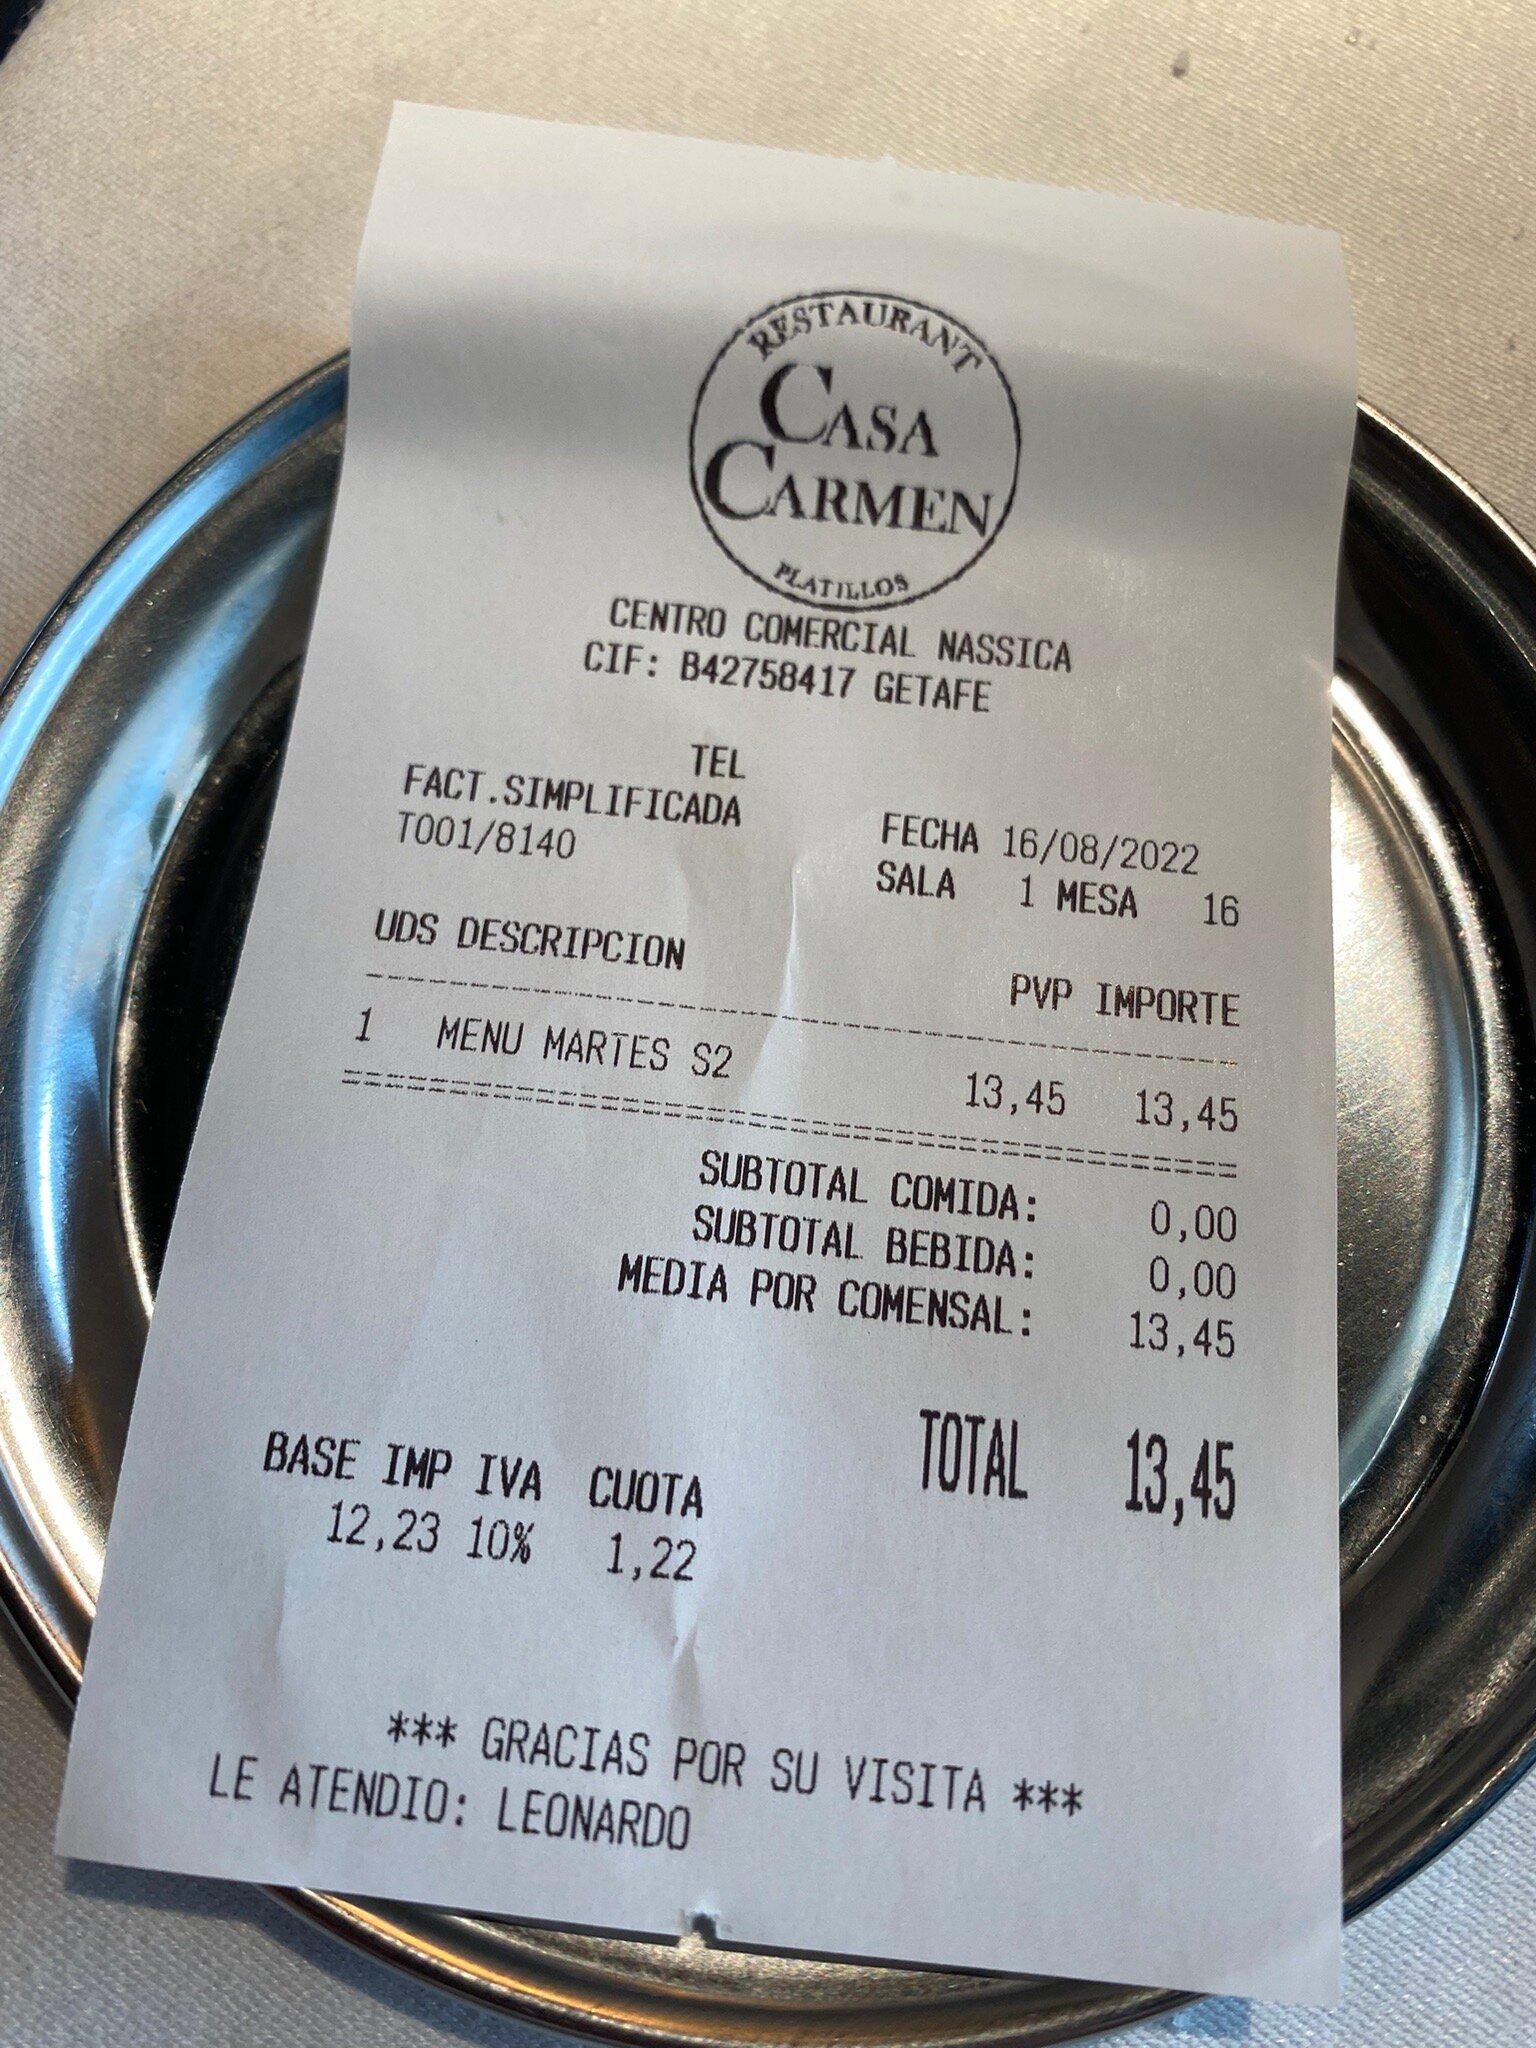 RESTAURANT
CASA
CARMEN
PLATILLOS
CENTRO COMERCIAL NASSICA
CIF: B42758417 GETAFE
TEL
FACT.SIMPLIFICADA
T001/8140
FECHA 16/08/2022
SALA 1 MESA 16
UDS DESCRIPCION PVP IMPORTE
1 MENU MARTES S2 13,45 13,45
SUBTOTAL COMIDA: 0,00
SUBTOTAL BEBIDA: 0,00
MEDIA POR COMENSAL: 13,45
TOTAL 13,45
BASE IMP IVA CUOTA
12,23 10% 1,22
*** GRACIAS POR SU VISITA ***
LE ATENDIO: LEONARDO